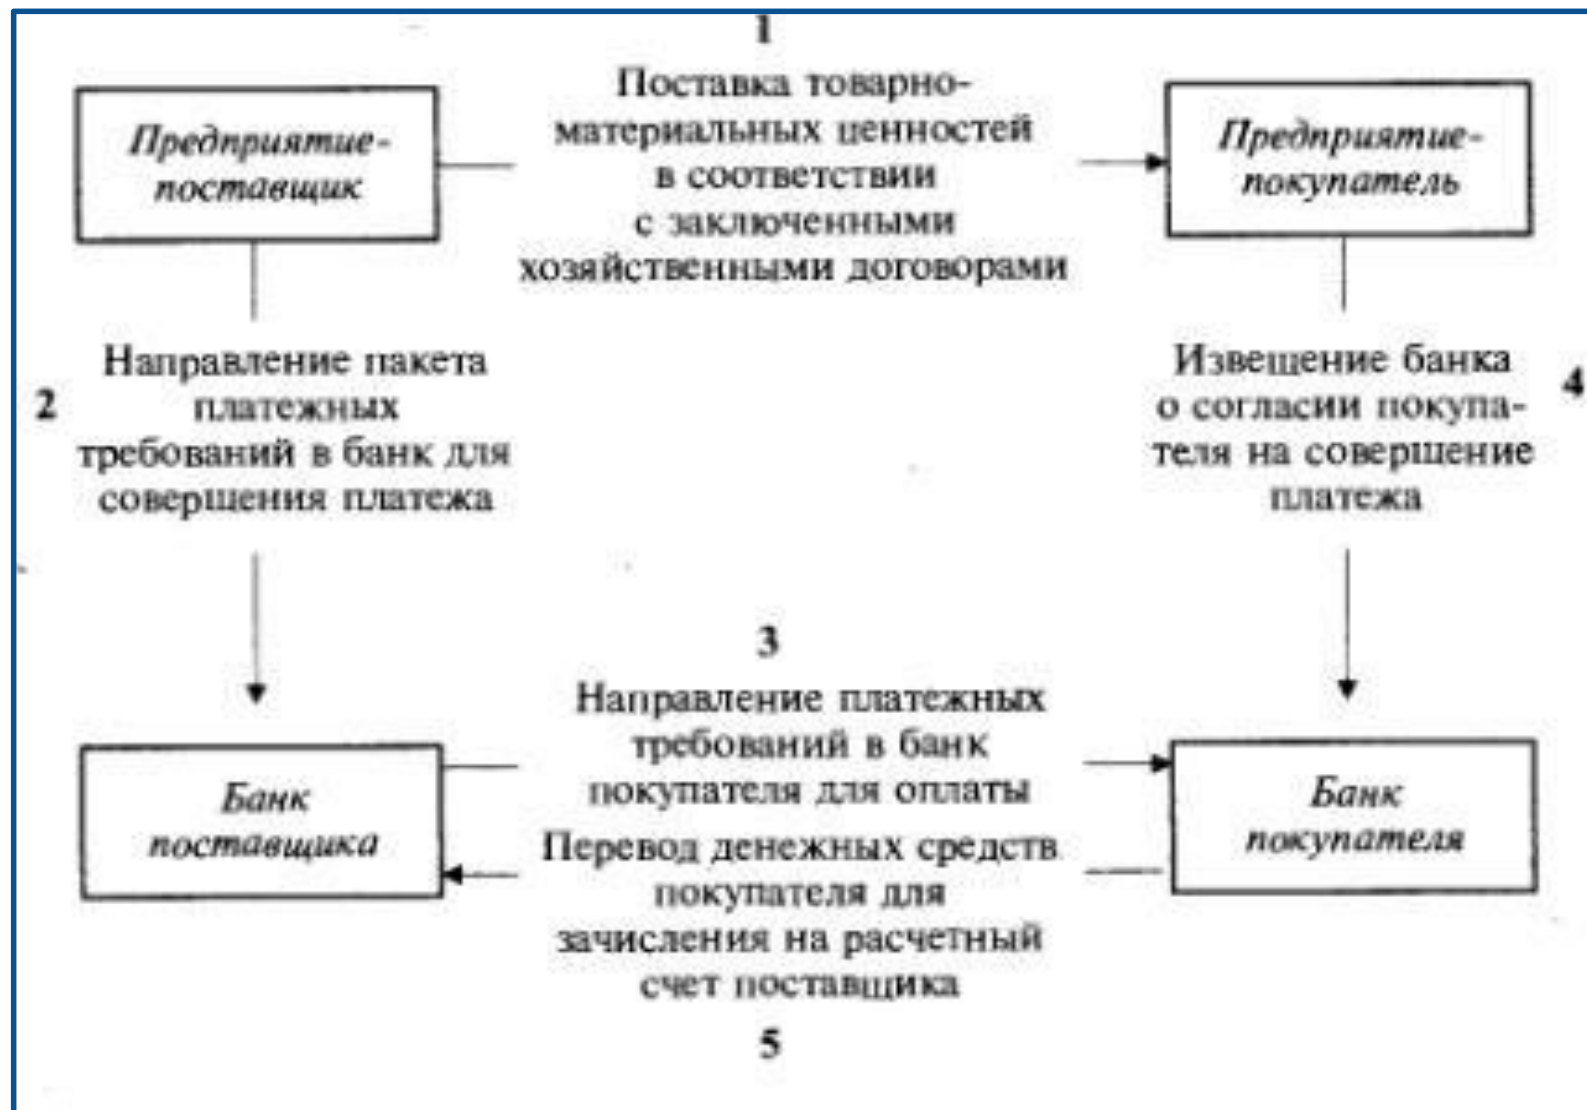 1
Поставка товарно-
материальных ценностей
в соответствии
с заключенными
хозяйственными договорами
Предприятие-
поставщик
Предприятие-
покупатель
2
Направление пакета
платежных
требований в банк для
совершения платежа
Извещение банка
о согласии покупа-
теля на совершение
платежа
4
3
Направление платежных
требований в банк
покупателя для оплаты
Банк
поставщика
Банк
покупателя
Перевод денежных средств
покупателя для
зачисления на расчетный
счет поставщика
5